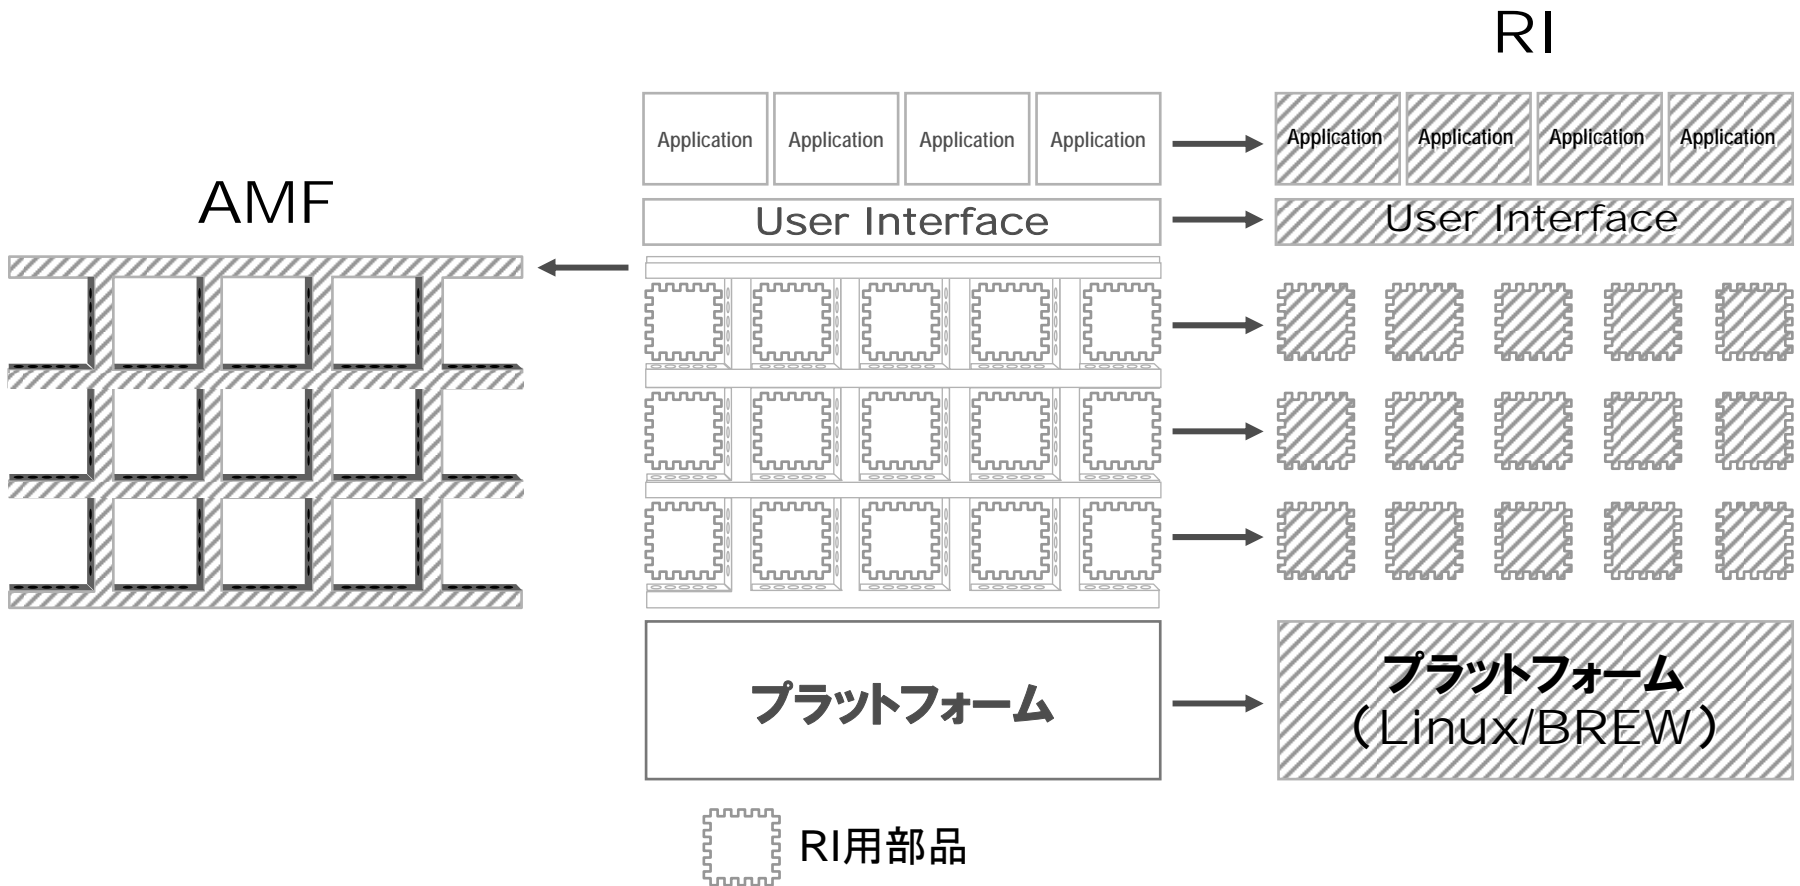 RI
Application
Application
Application
Application
Application
Application
Application
Application
AMF
User Interface
User Interface
プラットフォーム
プラットフォーム
(Linux/BREW)
RI用部品